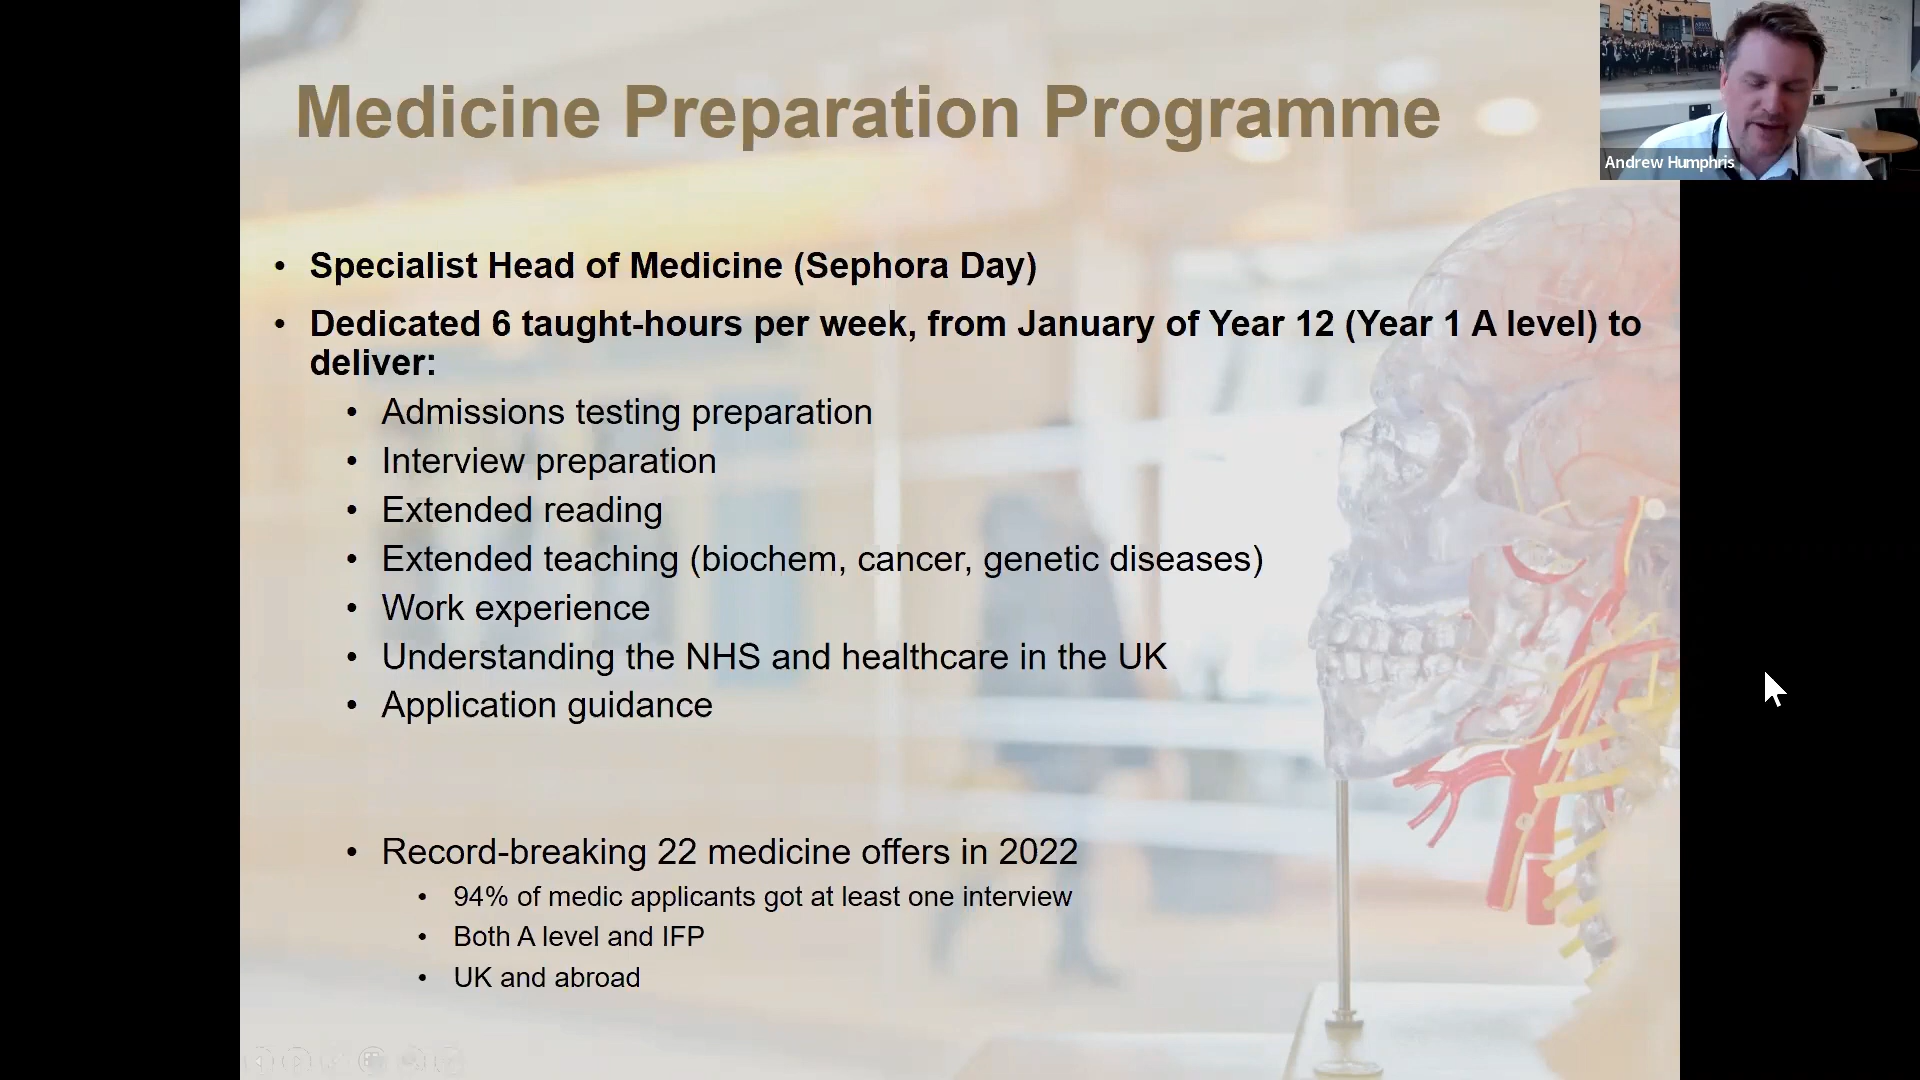 Medicine Preparation Programme
Andrew Humphris
• Specialist Head of Medicine (Sephora Day)
• Dedicated 6 taught-hours per week, from January of Year 12 (Year 1 A level) to
deliver:
• Admissions testing preparation
• Interview preparation
• Extended reading
• Extended teaching (biochem, cancer, genetic diseases)
• Work experience
• Understanding the NHS and healthcare in the UK
• Application guidance
• Record-breaking 22 medicine offers in 2022
• 94% of medic applicants got at least one interview
• Both A level and IFP
• UK and abroad